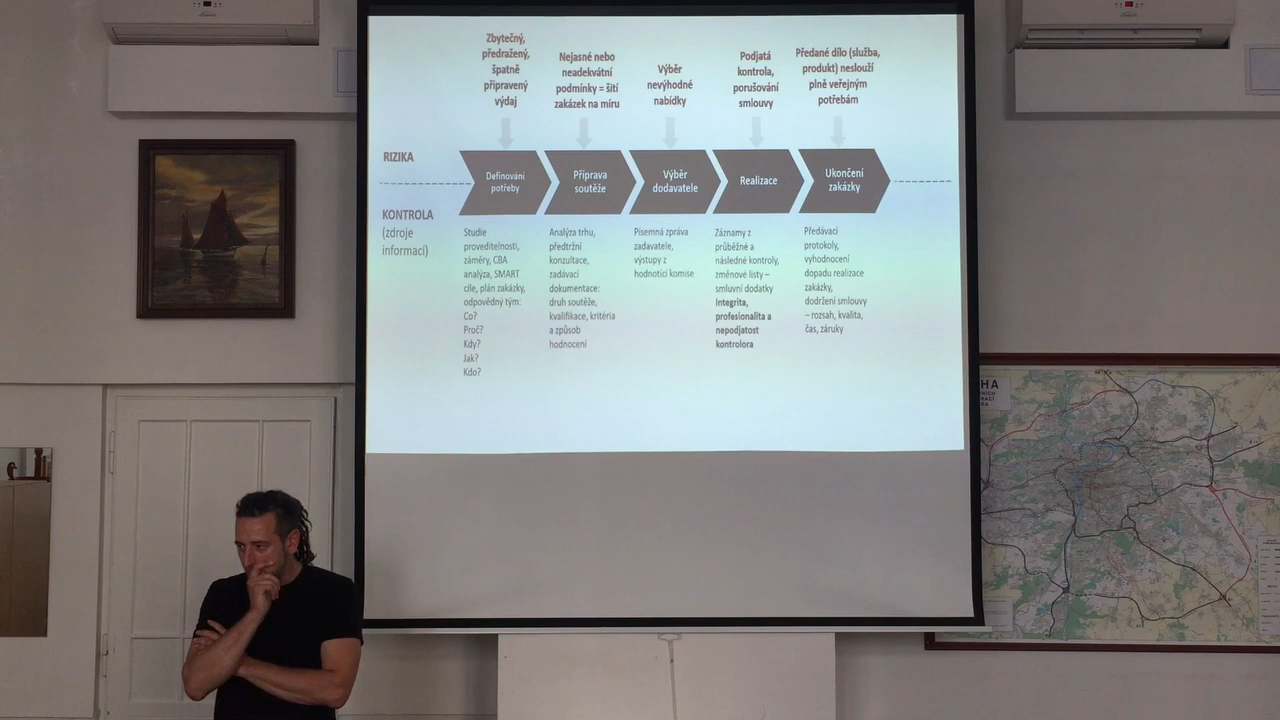 Zbytečný,
předražený,
špatně
připravený
výdaj
Nejasné nebo
neadekvátní
podmínky = šití
zakázek na míru
Výběr
nevýhodné
nabídky
Podjatá
kontrola,
porušování
smlouvy
Předané dílo (služba,
produkt) neslouží
plně veřejným
potřebám
RIZIKA
Definování
potřeby
Příprava
soutěže
Výběr
dodavatele
Realizace
Ukončení
zakázky
KONTROLA
(zdroje
informací)
Studie
proveditelnosti,
záměry, CBA
analýza, SMART
cíle, plán zakázky,
odpovědný tým:
Co?
Proč?
Kdy?
Jak?
Kdo?
Analýza trhu,
předtržní
konzultace,
zadávací
dokumentace:
druh soutěže,
kvalifikace, kritéria
a způsob
hodnocení
Písemná zpráva
zadavatele,
výstupy z
hodnotící komise
Záznamy z
průběžné a
následné kontroly,
změnové listy –
smluvní dodatky
Integrita,
profesionalita a
nepodjatost
kontrolora
Předávací
protokoly,
vyhodnocení
dopadu realizace
zakázky,
dodržení smlouvy
– rozsah, kvalita,
čas, záruky
HA